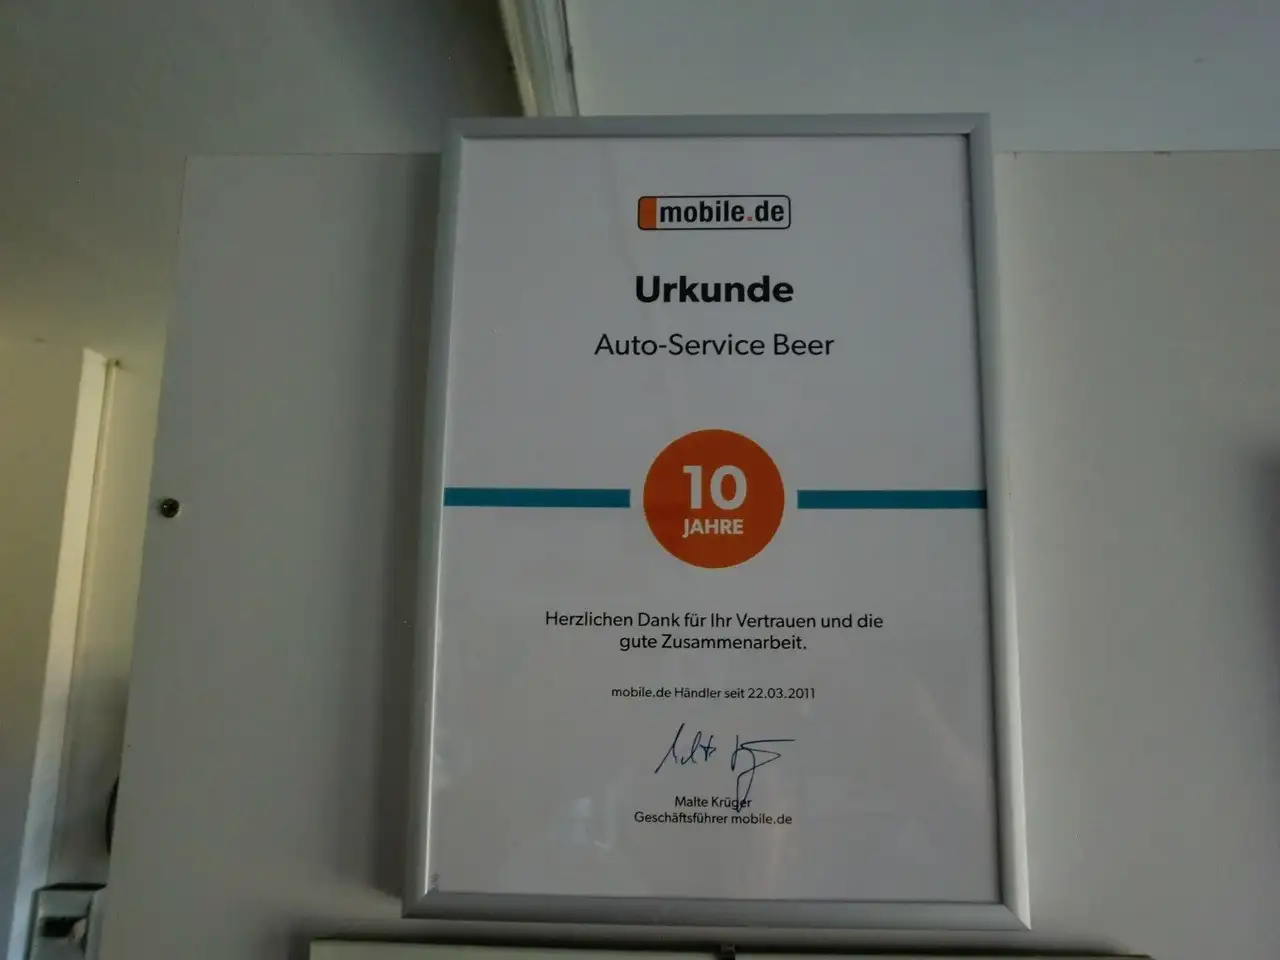 mobile.de
Urkunde
Auto-Service Beer
10
JAHRE
Herzlichen Dank für Ihr Vertrauen und die
gute Zusammenarbeit.
mobile.de Händler seit 22.03.2011
Malte Krüger
Geschäftsführer mobile.de